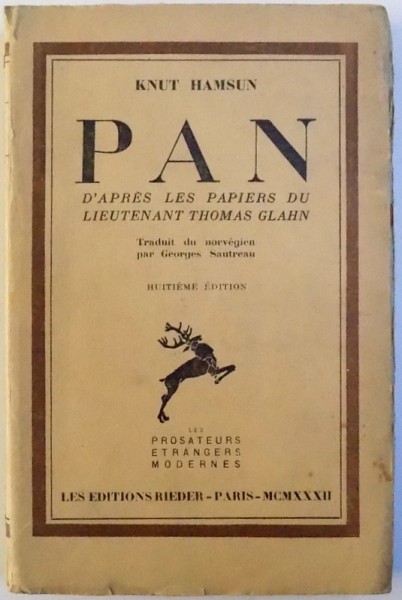 KNUT HAMSUN
PAN
D'APRÈS LES PAPIERS DU
LIEUTENANT THOMAS GLAHN
Traduit du norvégien
par Georges Sautreau
HUITIÈME ÉDITION
LES
PROSATEURS
ETRANGERS
MODERNES
LES EDITIONS RIEDER - PARIS - MCMXXXII